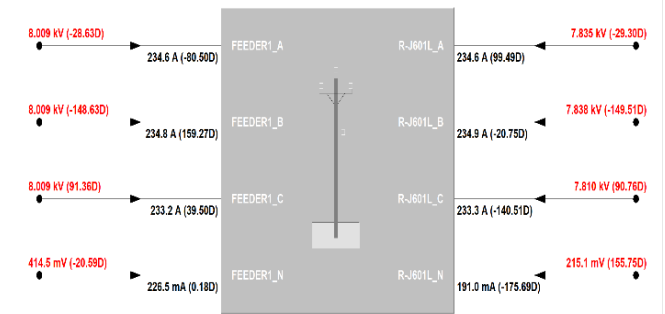 8.009 kV (-28.63D)
234.6 A (-80.50D)
FEEDER1_A
R-J601L_A
234.6 A (99.49D)
7.835 kV (-29.30D)
8.009 kV (-148.63D)
234.8 A (159.27D)
FEEDER1_B
R-J601L_B
234.9 A (-20.75D)
7.838 kV (-149.51D)
8.009 kV (91.36D)
233.2 A (39.50D)
FEEDER1_C
R-J601L_C
233.3 A (-140.51D)
7.810 kV (90.76D)
414.5 mV (-20.59D)
226.5 mA (0.18D)
FEEDER1_N
R-J601L_N
191.0 mA (-175.69D)
215.1 mV (155.75D)